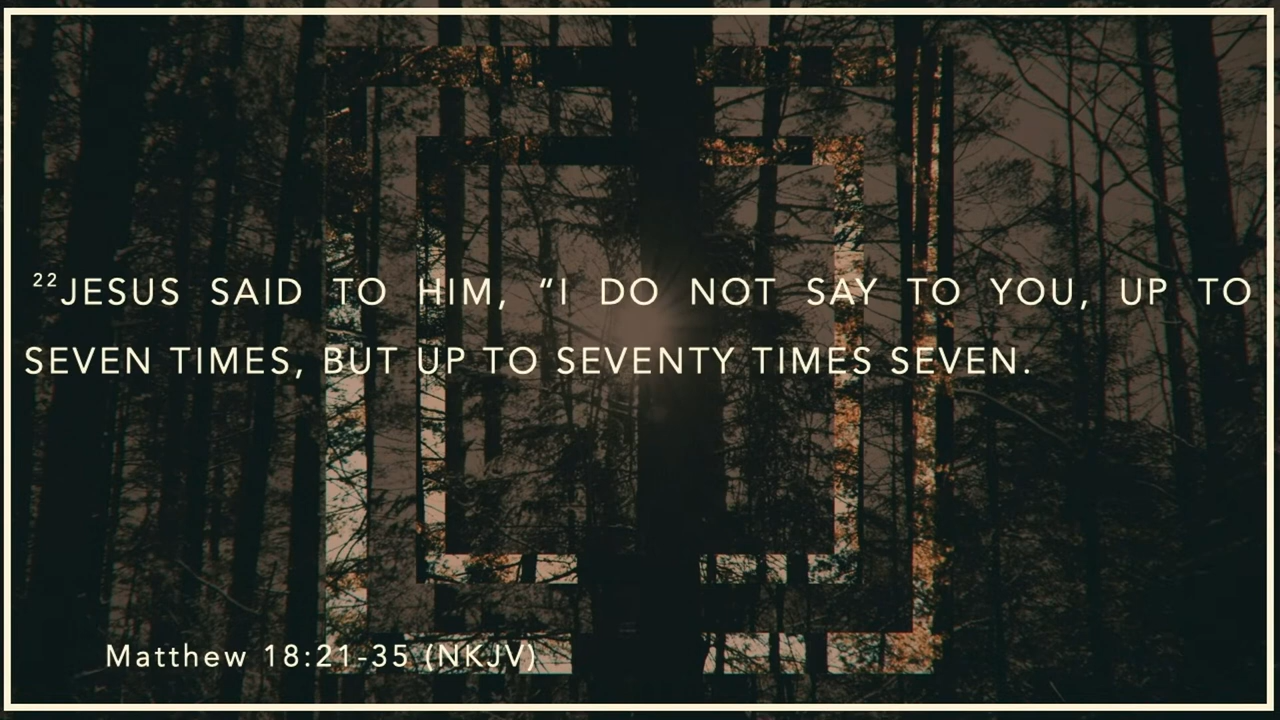 ²²JESUS SAID TO HIM, “I DO NOT SAY TO YOU, UP TO
SEVEN TIMES, BUT UP TO SEVENTY TIMES SEVEN.
Matthew 18:21-35 (NKJV)